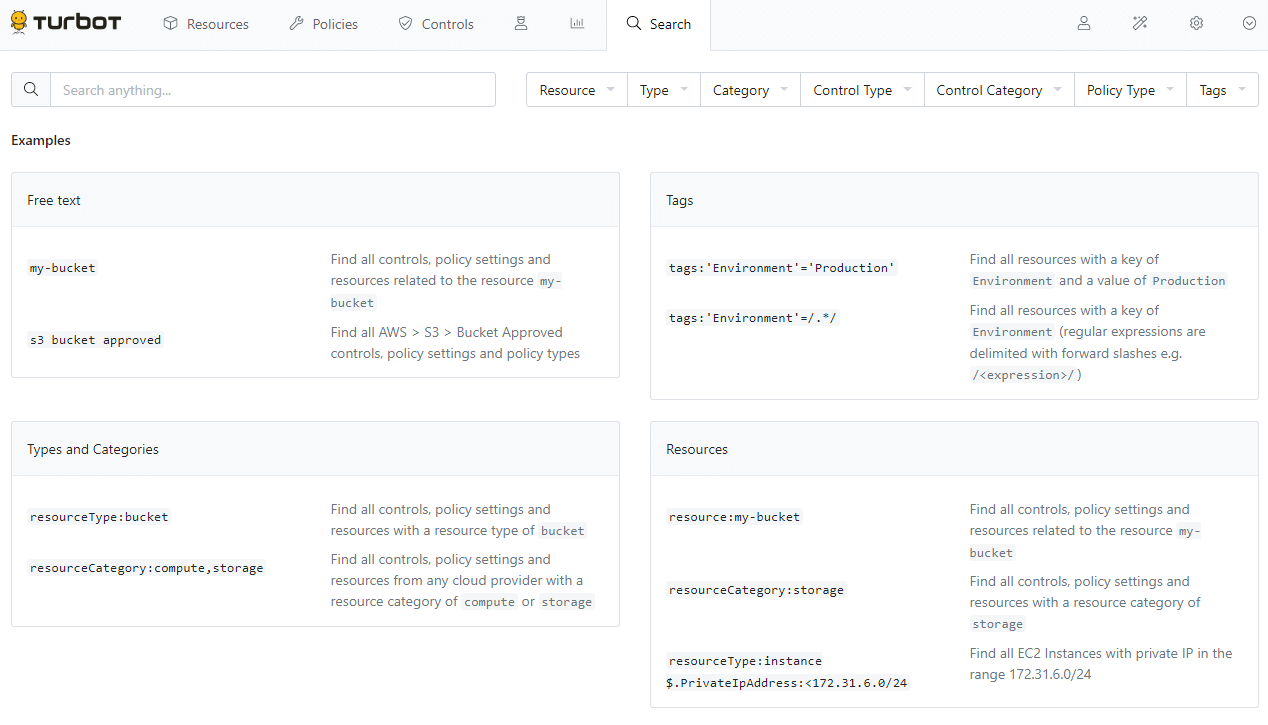 TURBOT Resources Policies Controls Search
Search anything... Resource Type Category Control Type Control Category Policy Type Tags
Examples
Free text
my-bucket
Find all controls, policy settings and
resources related to the resource my-
bucket
s3 bucket approved
Find all AWS > S3 > Bucket Approved
controls, policy settings and policy types
Tags
tags:'Environment'='Production'
Find all resources with a key of
Environment and a value of Production
tags:'Environment'=/.*/
Find all resources with a key of
Environment (regular expressions are
delimited with forward slashes e.g.
/<expression>/)
Types and Categories
resourceType:bucket
Find all controls, policy settings and
resources with a resource type of bucket
resourceCategory:compute,storage
Find all controls, policy settings and
resources from any cloud provider with a
resource category of compute or storage
Resources
resource:my-bucket
Find all controls, policy settings and
resources related to the resource my-
bucket
resourceCategory:storage
Find all controls, policy settings and
resources with a resource category of
storage
resourceType:instance
$.PrivateIpAddress:<172.31.6.0/24
Find all EC2 Instances with private IP in the
range 172.31.6.0/24